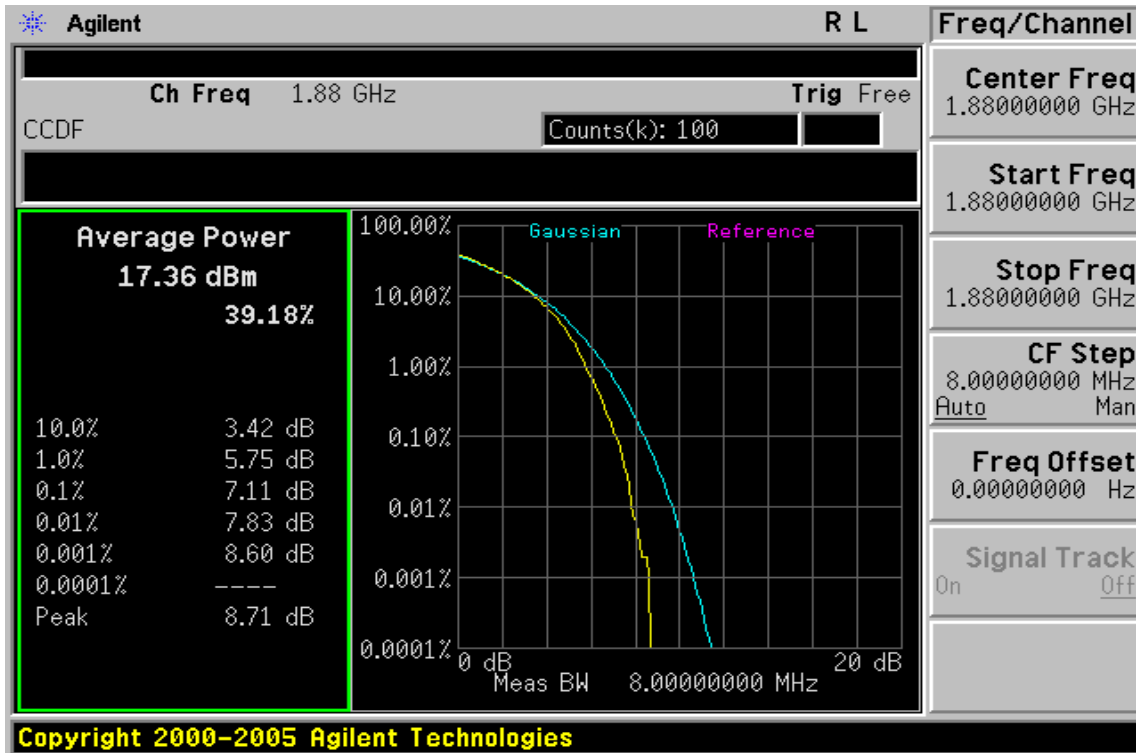 Agilent
R L
Freq/Channel
Ch Freq 1.88 GHz
Trig Free
CCDF
Counts(k): 100
Center Freq
1.88000000 GHz
Start Freq
1.88000000 GHz
Stop Freq
1.88000000 GHz
CF Step
8.00000000 MHz
Auto Man
Freq Offset
0.00000000 Hz
Signal Track
On Off
Average Power
17.36 dBm
39.18%
10.0% 3.42 dB
1.0% 5.75 dB
0.1% 7.11 dB
0.01% 7.83 dB
0.001% 8.60 dB
0.0001% ----
Peak 8.71 dB
Gaussian Reference
100.00%
10.00%
1.00%
0.10%
0.01%
0.001%
0.0001%
0 dB 20 dB
Meas BW 8.00000000 MHz
Copyright 2000-2005 Agilent Technologies